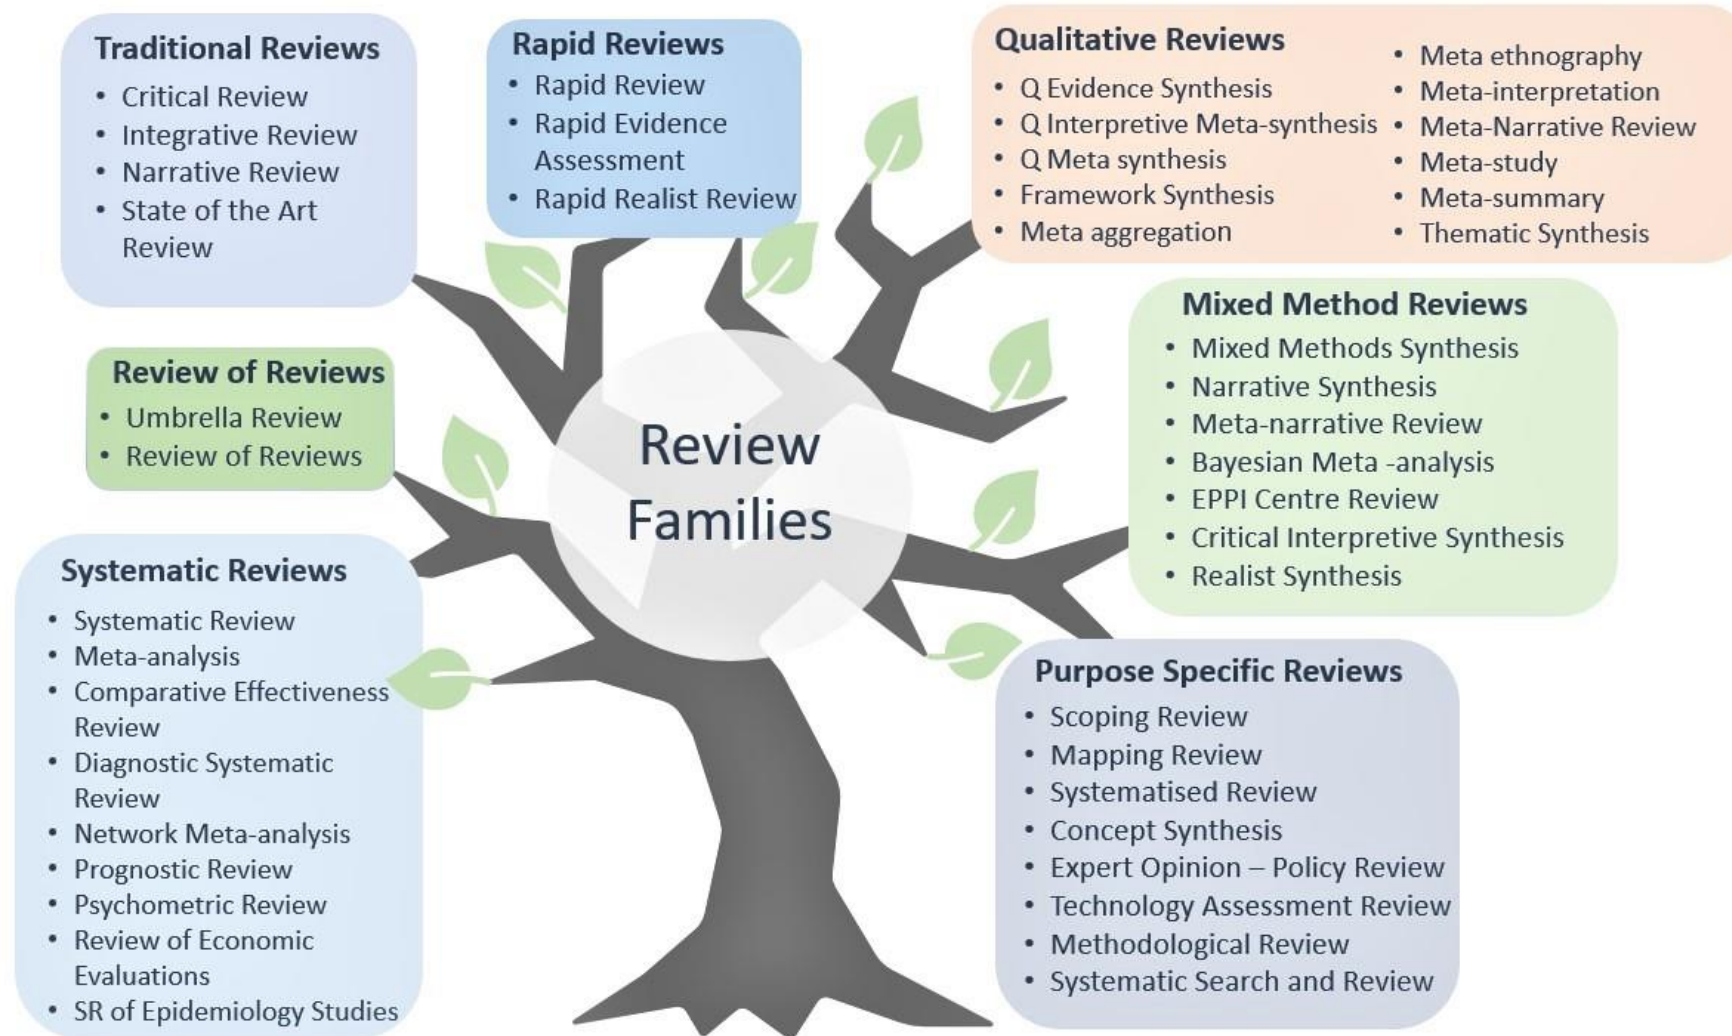 Traditional Reviews
• Critical Review
• Integrative Review
• Narrative Review
• State of the Art
Review
Rapid Reviews
• Rapid Review
• Rapid Evidence
Assessment
• Rapid Realist Review
Qualitative Reviews
• Q Evidence Synthesis
• Q Interpretive Meta-synthesis
• Q Meta synthesis
• Framework Synthesis
• Meta aggregation
• Meta ethnography
• Meta-interpretation
• Meta-Narrative Review
• Meta-study
• Meta-summary
• Thematic Synthesis
Review of Reviews
• Umbrella Review
• Review of Reviews
Review
Families
Mixed Method Reviews
• Mixed Methods Synthesis
• Narrative Synthesis
• Meta-narrative Review
• Bayesian Meta -analysis
• EPPI Centre Review
• Critical Interpretive Synthesis
• Realist Synthesis
Systematic Reviews
• Systematic Review
• Meta-analysis
• Comparative Effectiveness
Review
• Diagnostic Systematic
Review
• Network Meta-analysis
• Prognostic Review
• Psychometric Review
• Review of Economic
Evaluations
• SR of Epidemiology Studies
Purpose Specific Reviews
• Scoping Review
• Mapping Review
• Systematised Review
• Concept Synthesis
• Expert Opinion – Policy Review
• Technology Assessment Review
• Methodological Review
• Systematic Search and Review